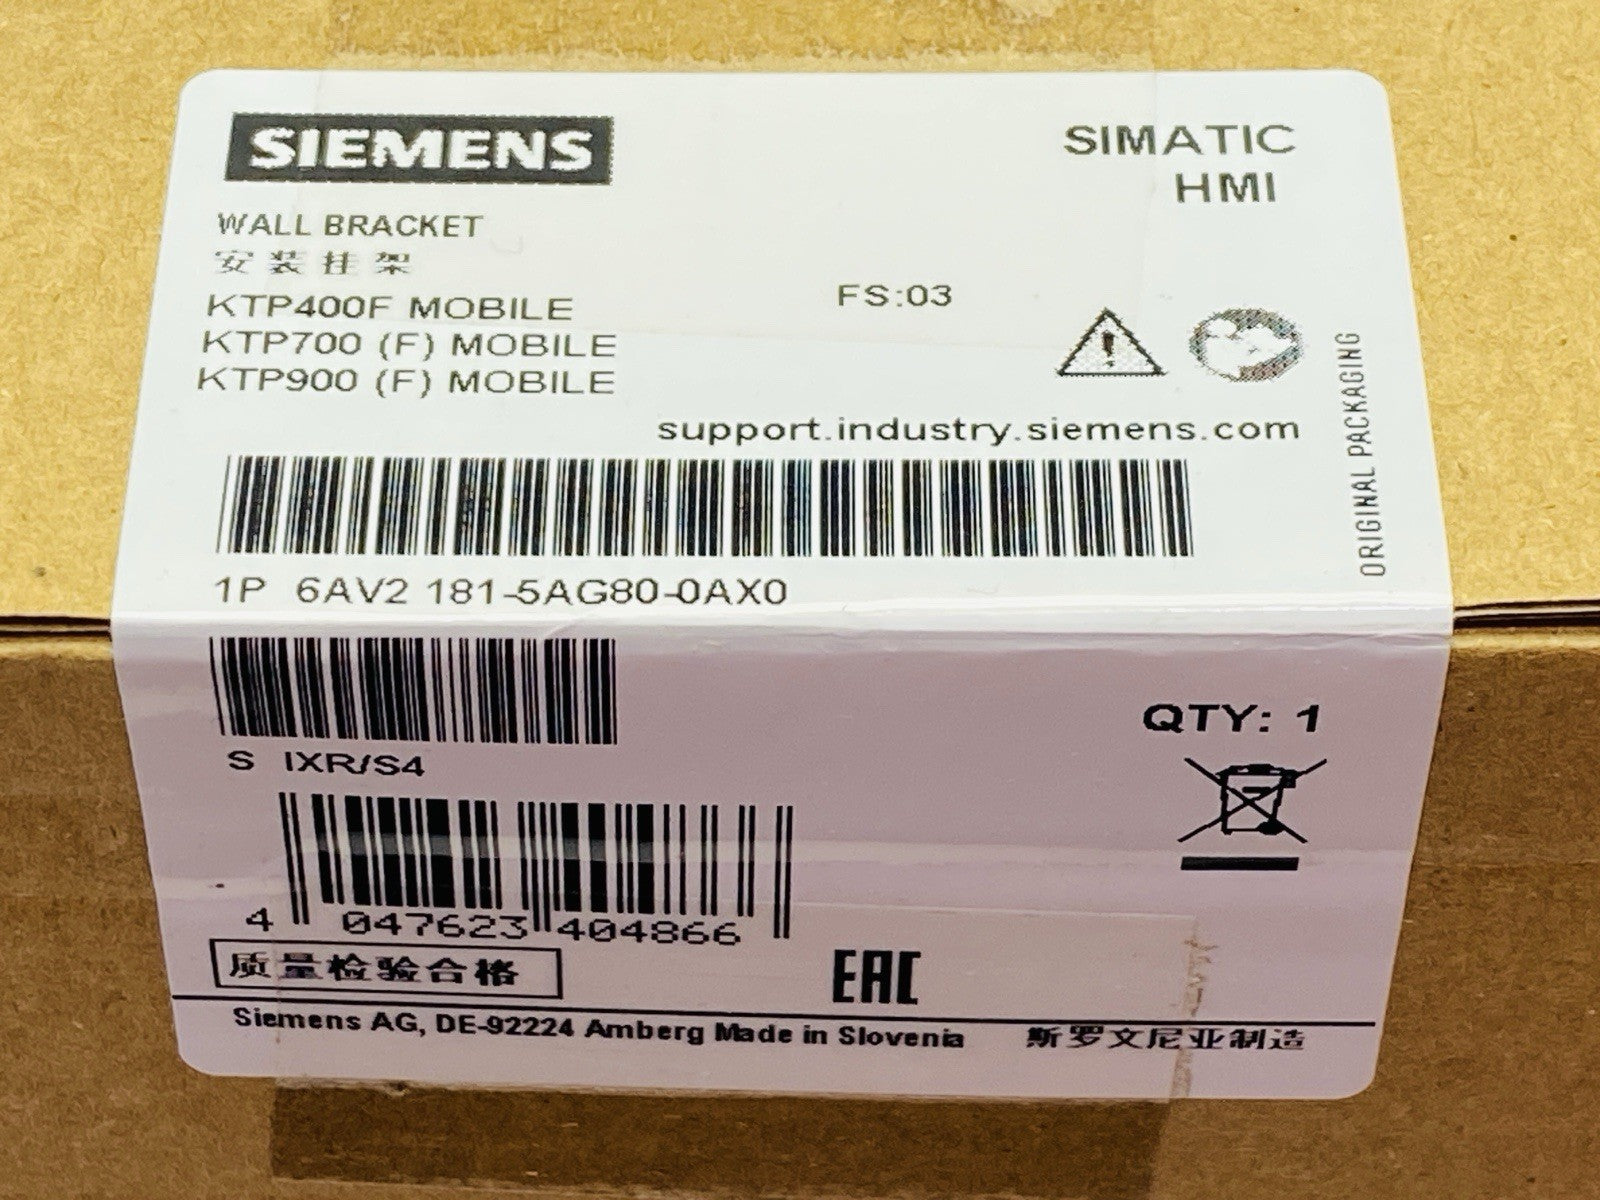 SIEMENS
SIMATIC
HMI
WALL BRACKET
安装挂架
KTP400F MOBILE
FS:03
KTP700 (F) MOBILE
KTP900 (F) MOBILE
support.industry.siemens.com
ORIGINAL PACKAGING
1P 6AV2 181-5AG80-0AX0
QTY: 1
S IXR/S4
4 047623 404866
质量检验合格
EAC
Siemens AG, DE-92224 Amberg Made in Slovenia 斯罗文尼亚制造